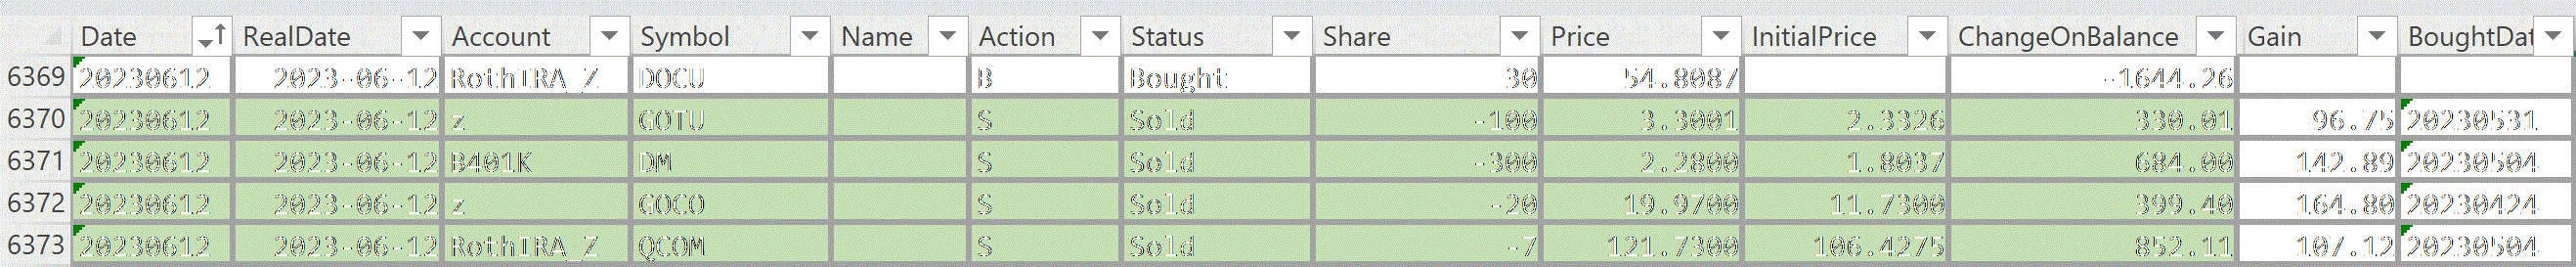 Date RealDate Account Symbol Name Action Status Share Price InitialPrice ChangeOnBalance Gain BoughtDat
6369 20230612 2023-06-12 RothIRA_Z DOCU B Bought 30 54.8087 -1644.26
6370 20230612 2023-06-12 z GOTU S Sold -100 3.3001 2.3326 330.01 96.75 20230531
6371 20230612 2023-06-12 B401K DM S Sold -300 2.2800 1.8037 684.00 142.89 20230504
6372 20230612 2023-06-12 z GOCO S Sold -20 19.9700 11.7300 399.40 164.80 20230424
6373 20230612 2023-06-12 RothIRA_Z QCOM S Sold -7 121.7300 106.4275 852.11 107.12 20230504